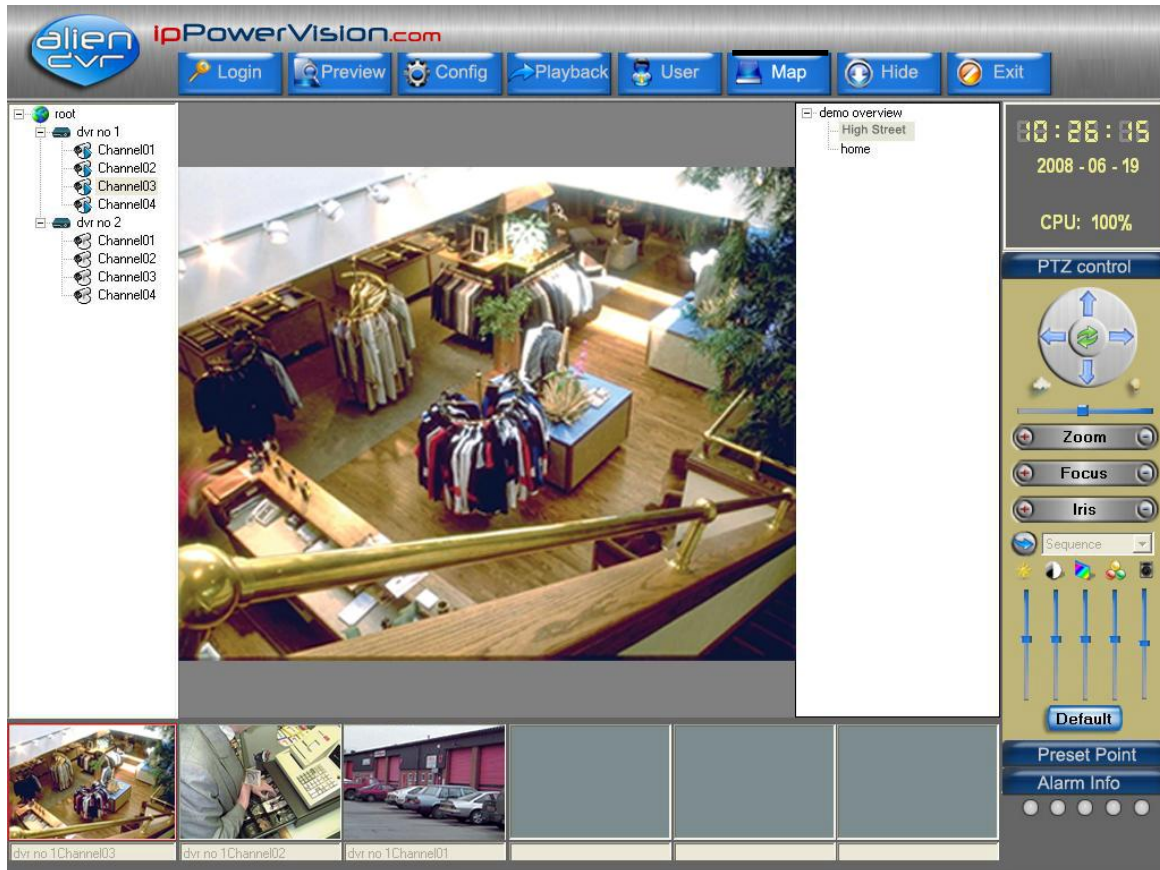 alien dvr
ipPowerVision.com
Login
Preview
Config
Playback
User
Map
Hide
Exit
root
dvr no 1
Channel01
Channel02
Channel03
Channel04
dvr no 2
Channel01
Channel02
Channel03
Channel04
demo overview
High Street
home
10:26:15
2008 - 06 - 19
CPU: 100%
PTZ control
Zoom
Focus
Iris
Sequence
Default
Preset Point
Alarm Info
dvr no 1Channel03
dvr no 1Channel02
dvr no 1Channel01